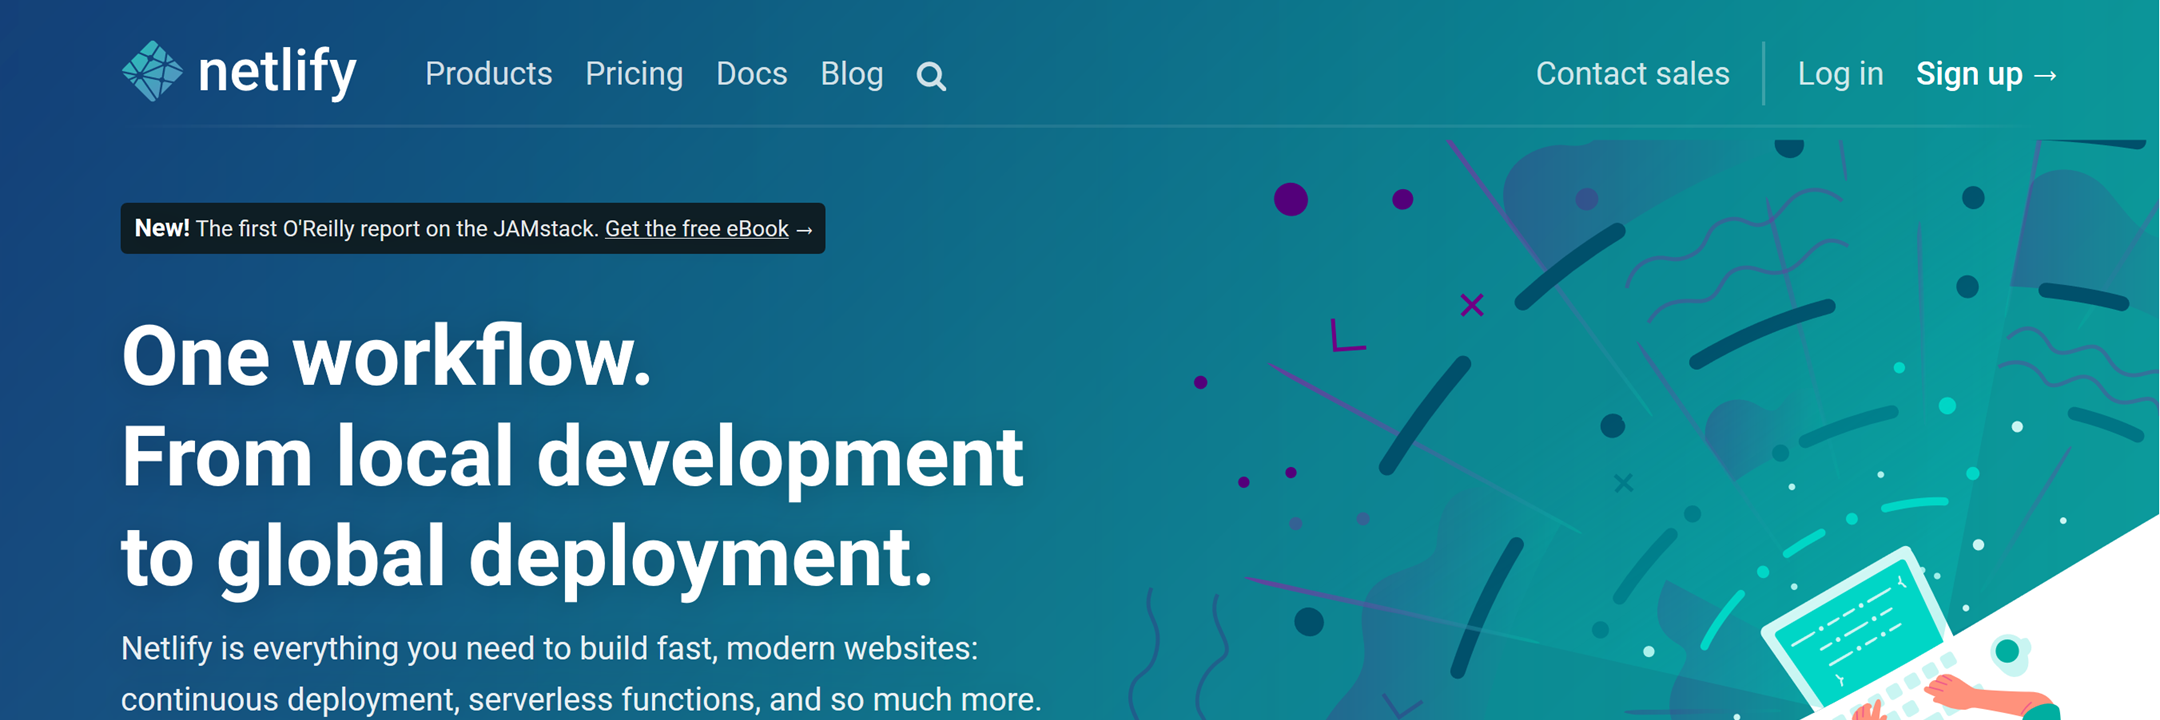 netlify Products Pricing Docs Blog Contact sales Log in Sign up →
New! The first O'Reilly report on the JAMstack. Get the free eBook →
One workflow.
From local development
to global deployment.
Netlify is everything you need to build fast, modern websites:
continuous deployment, serverless functions, and so much more.